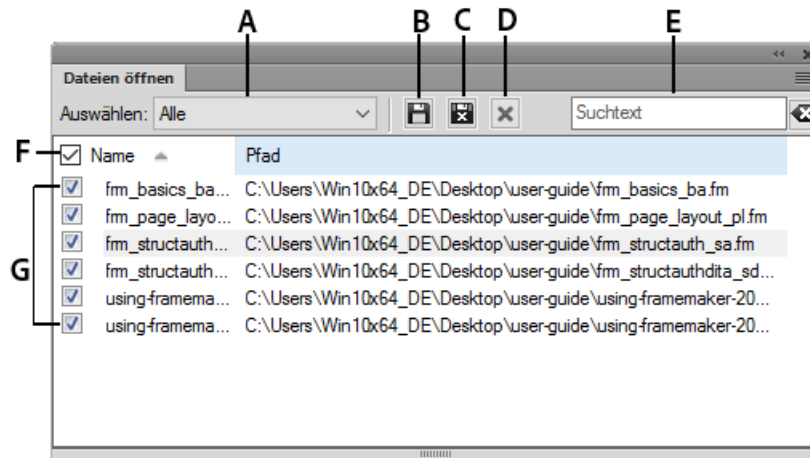 A B C D E
Dateien öffnen
Auswählen: Alle Suchtext
F Name Pfad
frm_basics_ba... C:\Users\Win10x64_DE\Desktop\user-guide\frm_basics_ba.fm
frm_page_layo... C:\Users\Win10x64_DE\Desktop\user-guide\frm_page_layout_pl.fm
frm_structauth... C:\Users\Win10x64_DE\Desktop\user-guide\frm_structauth_sa.fm
G frm_structauth... C:\Users\Win10x64_DE\Desktop\user-guide\frm_structauthdita_sd...
using-framema... C:\Users\Win10x64_DE\Desktop\user-guide\using-framemaker-20...
using-framema... C:\Users\Win10x64_DE\Desktop\user-guide\using-framemaker-20...